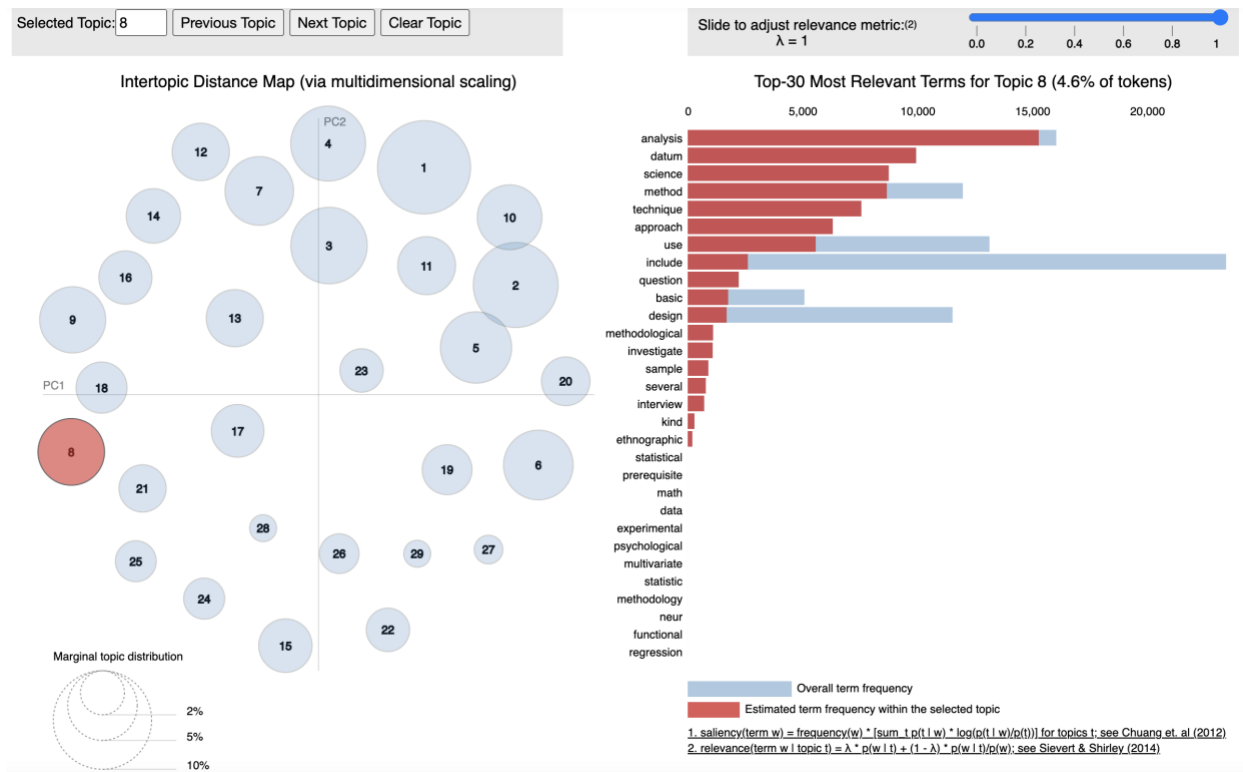 Selected Topic: 8 Previous Topic Next Topic Clear Topic
Slide to adjust relevance metric:(2)
λ = 1
0.0 0.2 0.4 0.6 0.8 1
Intertopic Distance Map (via multidimensional scaling)
PC2
PC1
4
1
12
7
14
10
3
11
16
2
9
13
5
23
20
18
17
8
19
6
21
28
26
29
27
25
24
22
15
Marginal topic distribution
2%
5%
10%
Top-30 Most Relevant Terms for Topic 8 (4.6% of tokens)
0 5,000 10,000 15,000 20,000
analysis
datum
science
method
technique
approach
use
include
question
basic
design
methodological
investigate
sample
several
interview
kind
ethnographic
statistical
prerequisite
math
data
experimental
psychological
multivariate
statistic
methodology
neur
functional
regression
Overall term frequency
Estimated term frequency within the selected topic
1. saliency(term w) = frequency(w) * [sum_t p(t | w) * log(p(t | w)/p(t))] for topics t; see Chuang et. al (2012)
2. relevance(term w | topic t) = λ * p(w | t) + (1 - λ) * p(w | t)/p(w); see Sievert & Shirley (2014)